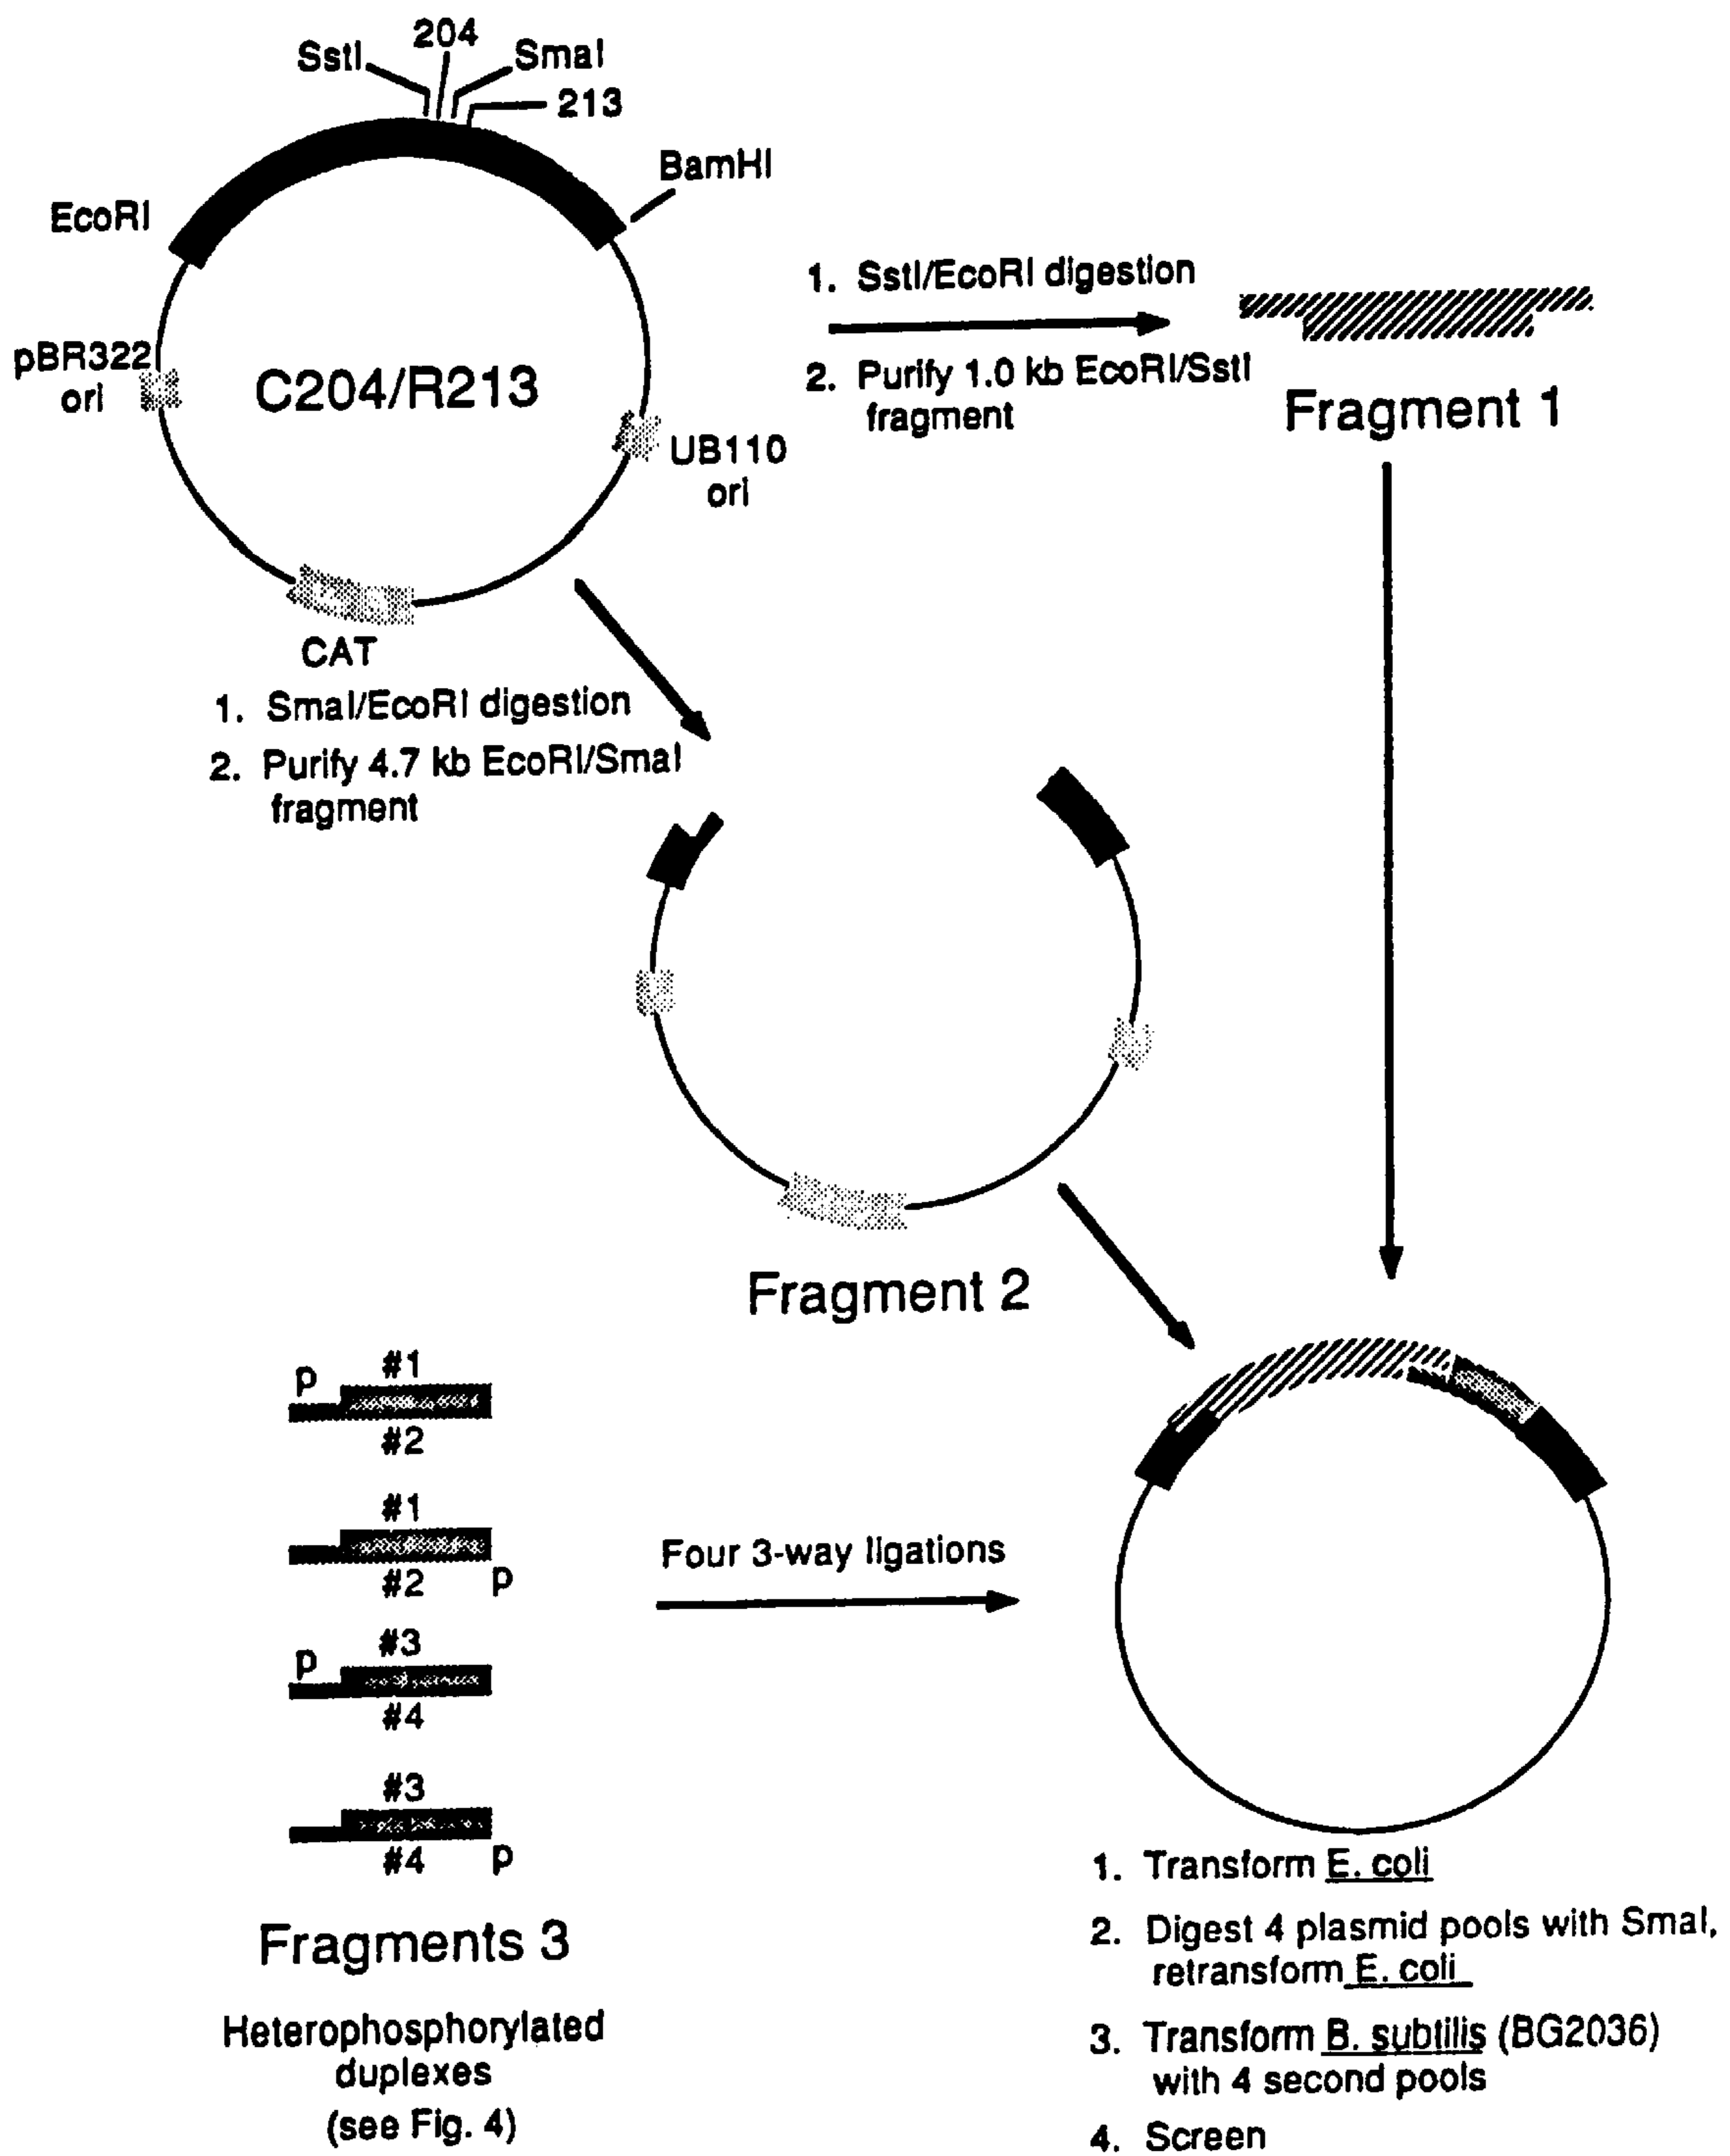 204
SstI
SmaI
213
BamHI
EcoRI
pBR322
ori
C204/R213
UB110
ori
CAT
1. SstI/EcoRI digestion
2. Purify 1.0 kb EcoRI/SstI
fragment
Fragment 1
1. SmaI/EcoRI digestion
2. Purify 4.7 kb EcoRI/SmaI
fragment
Fragment 2
p
#1
#2
#1
#2
p
p
#3
#4
#3
#4
p
Fragments 3
Heterophosphorylated
duplexes
(see Fig. 4)
Four 3-way ligations
1. Transform E. coli
2. Digest 4 plasmid pools with SmaI,
retransform E. coli
3. Transform B. subtilis (BG2036)
with 4 second pools
4. Screen